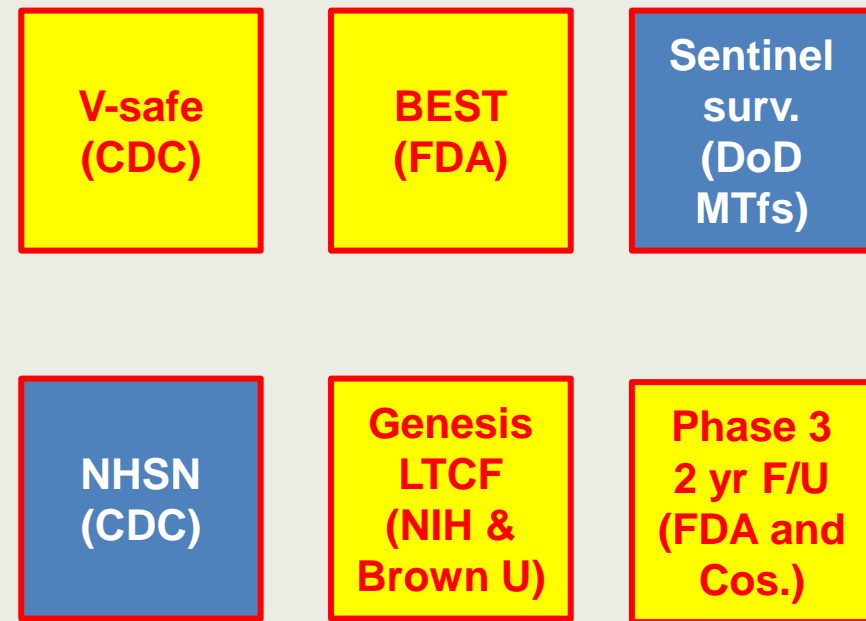 V-safe
(CDC)
BEST
(FDA)
Sentinel
surv.
(DoD
MTfs)
NHSN
(CDC)
Genesis
LTCF
(NIH &
Brown U)
Phase 3
2 yr F/U
(FDA and
Cos.)